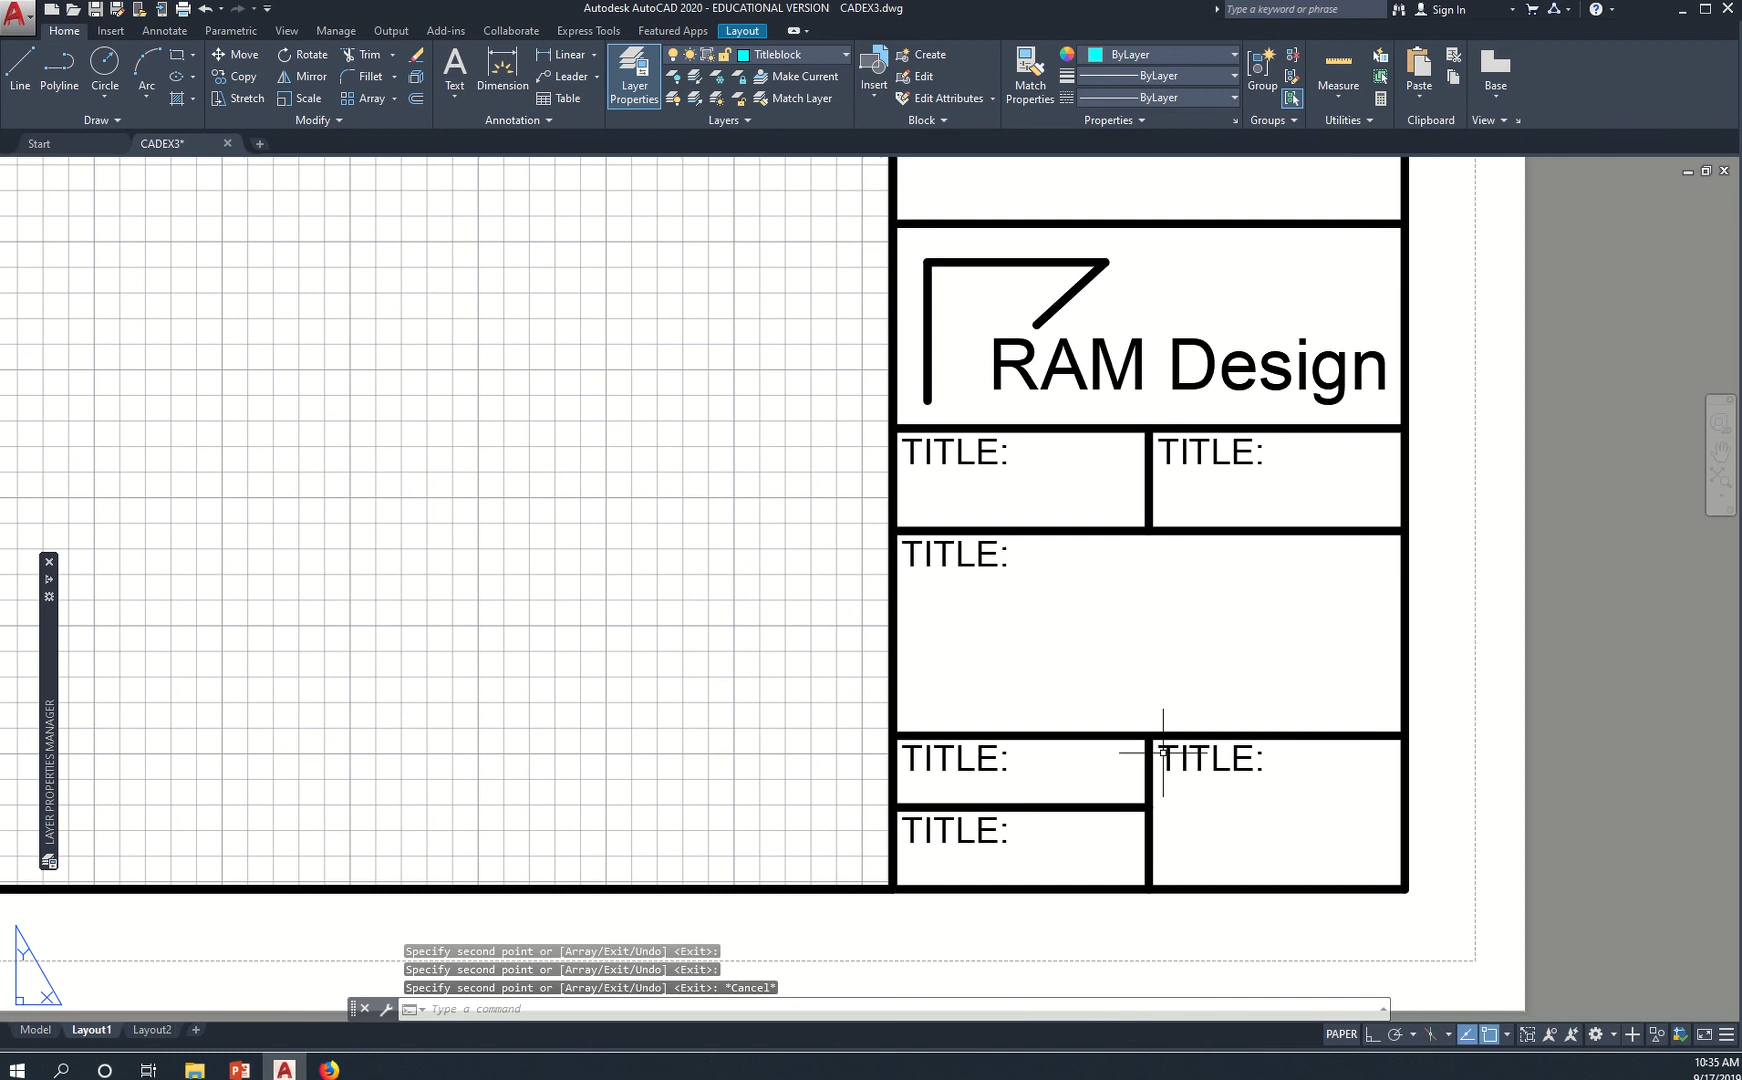 Autodesk AutoCAD 2020 - EDUCATIONAL VERSION CADEX3.dwg
Type a keyword or phrase
Sign In
Home Insert Annotate Parametric View Manage Output Add-ins Collaborate Express Tools Featured Apps Layout
Line Polyline Circle Arc
Draw
Move Rotate Trim
Copy Mirror Fillet
Stretch Scale Array
Modify
Text Dimension
Linear
Leader
Table
Annotation
Layer Properties
Titleblock
Make Current
Match Layer
Layers
Insert
Create
Edit
Edit Attributes
Block
Match Properties
ByLayer
ByLayer
ByLayer
Properties
Group
Groups
Measure
Utilities
Paste
Clipboard
Base
View
Start CADEX3*
RAM Design
TITLE: TITLE:
TITLE:
TITLE: TITLE:
TITLE:
LAYER PROPERTIES MANAGER
Y
X
Specify second point or [Array/Exit/Undo] <Exit>:
Specify second point or [Array/Exit/Undo] <Exit>:
Specify second point or [Array/Exit/Undo] <Exit>: *Cancel*
Type a command
Model Layout1 Layout2
PAPER
10:35 AM
9/17/2019